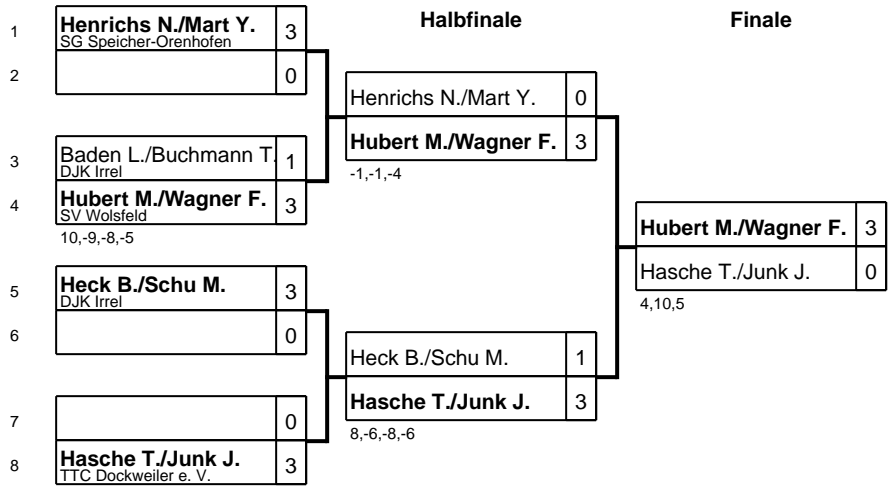 Halbfinale
Finale
1 Henrichs N./Mart Y. 3
SG Speicher-Orenhofen
2 0
Henrichs N./Mart Y. 0
Hubert M./Wagner F. 3
-1,-1,-4
3 Baden L./Buchmann T. 1
DJK Irrel
4 Hubert M./Wagner F. 3
SV Wolsfeld
10,-9,-8,-5
Hubert M./Wagner F. 3
Hasche T./Junk J. 0
4,10,5
5 Heck B./Schu M. 3
DJK Irrel
6 0
Heck B./Schu M. 1
Hasche T./Junk J. 3
8,-6,-8,-6
7 0
8 Hasche T./Junk J. 3
TTC Dockweiler e. V.